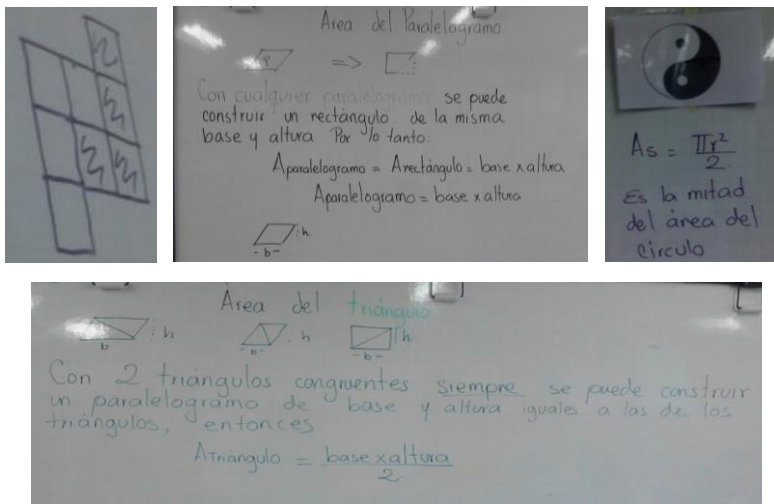 Area del Paralelogramo
=>
Con cualquier paralelogramo se puede
construir un rectángulo de la misma
base y altura. Por lo tanto:
Aparalelogramo = Arectángulo = base x altura
Aparalelogramo = base x altura
h
b
As = πr²/2
Es la mitad
del área del
círculo
Área del triángulo
h
b
h
b
h
b
Con 2 triángulos congruentes siempre se puede construir
un paralelogramo de base y altura iguales a las de los
triángulos, entonces
Atriángulo = base x altura/2